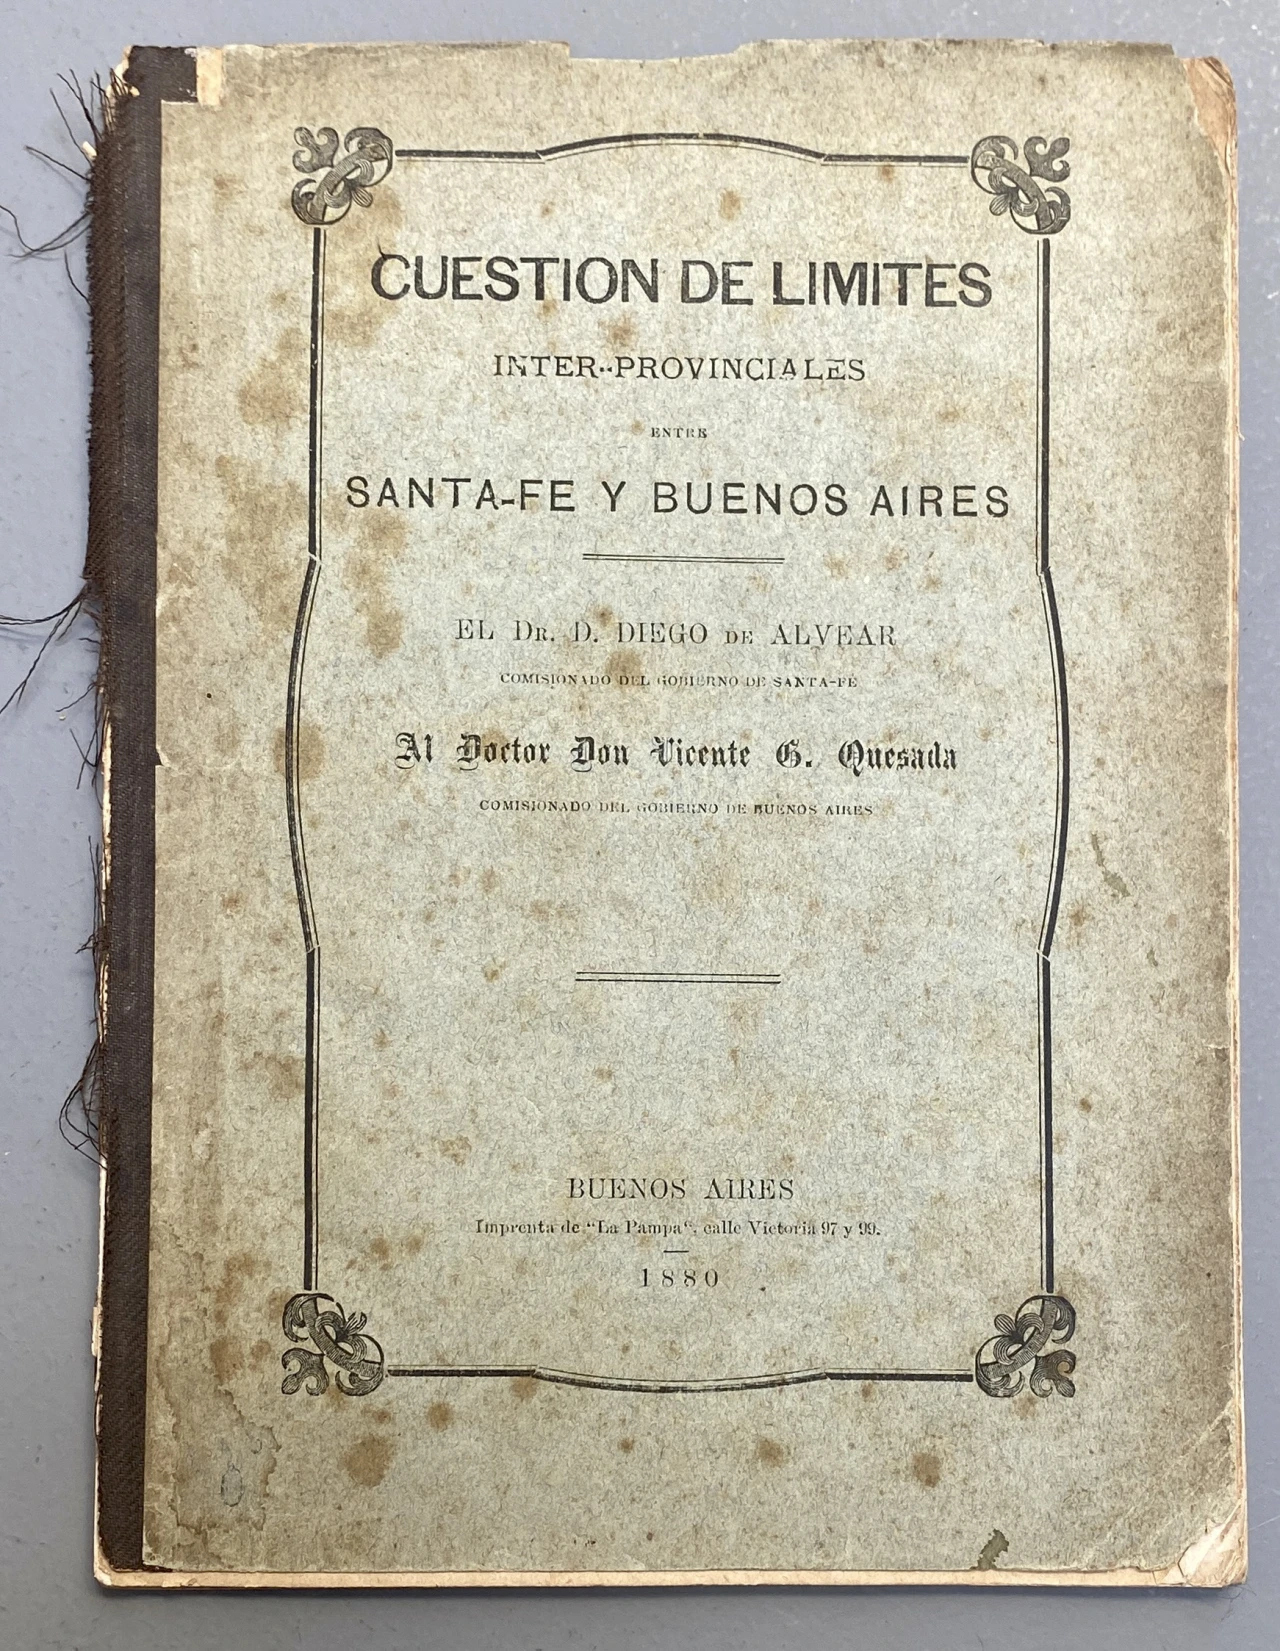 CUESTION DE LIMITES
INTER-PROVINCIALES
ENTRE
SANTA-FE Y BUENOS AIRES
EL Dr. D. DIEGO DE ALVEAR
COMISIONADO DEL GOBIERNO DE SANTA-FE
Al Doctor Don Vicente G. Quesada
COMISIONADO DEL GOBIERNO DE BUENOS AIRES
BUENOS AIRES
Imprenta de "La Pampa", calle Victoria 97 y 99.
1880